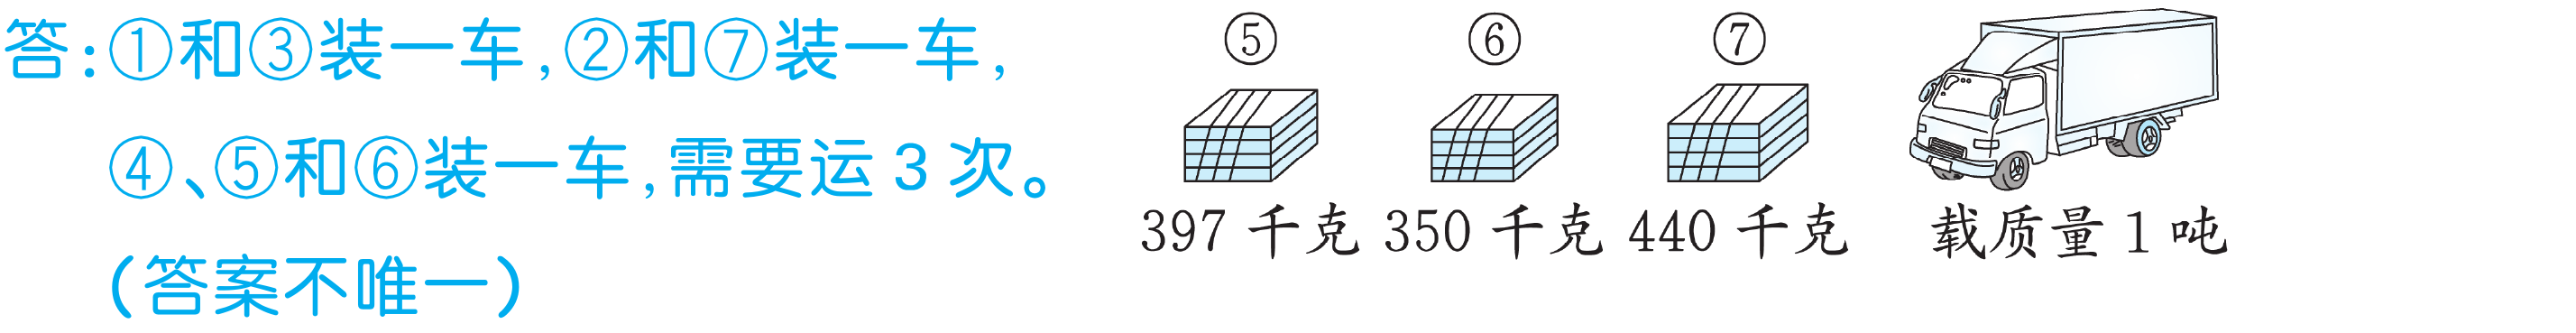 答:①和③装一车,②和⑦装一车,
④、⑤和⑥装一车,需要运3次。
(答案不唯一)
⑤ ⑥ ⑦
397千克 350千克 440千克 载质量1吨